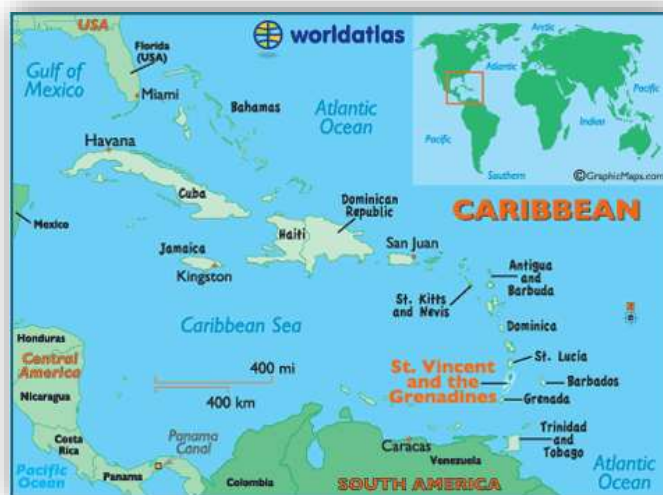 USA
worldatlas
Florida
(USA)
Gulf of
Mexico
Miami
Bahamas
Atlantic
Ocean
Arctic
Atlantic
Pacific
Indian
Pacific
Southern
©GraphicMaps.com
Havana
Cuba
Mexico
Dominican
Republic
CARIBBEAN
Haiti
San Juan
Jamaica
Kingston
Antigua
and
Barbuda
St. Kitts
and Nevis
Caribbean Sea
Dominica
Honduras
Central
America
Nicaragua
400 mi
400 km
St. Lucia
St. Vincent
and the
Grenadines
Barbados
Grenada
Costa
Rica
Panama
Canal
Caracas
Trinidad
and
Tobago
Pacific
Ocean
Panama
Colombia
Venezuela
SOUTH AMERICA
Atlantic
Ocean